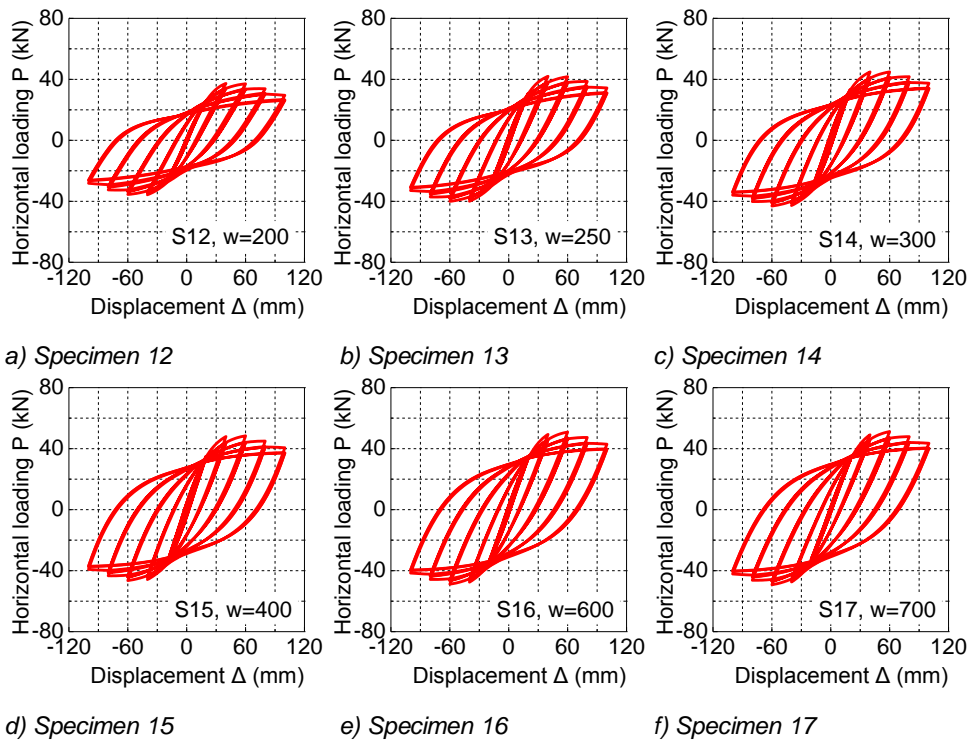 Horizontal loading P (kN)
80
40
0
-40
-80
S12, w=200
-120 -60 0 60 120
Displacement Δ (mm)
a) Specimen 12
Horizontal loading P (kN)
80
40
0
-40
-80
S13, w=250
-120 -60 0 60 120
Displacement Δ (mm)
b) Specimen 13
Horizontal loading P (kN)
80
40
0
-40
-80
S14, w=300
-120 -60 0 60 120
Displacement Δ (mm)
c) Specimen 14
Horizontal loading P (kN)
80
40
0
-40
-80
S15, w=400
-120 -60 0 60 120
Displacement Δ (mm)
d) Specimen 15
Horizontal loading P (kN)
80
40
0
-40
-80
S16, w=600
-120 -60 0 60 120
Displacement Δ (mm)
e) Specimen 16
Horizontal loading P (kN)
80
40
0
-40
-80
S17, w=700
-120 -60 0 60 120
Displacement Δ (mm)
f) Specimen 17